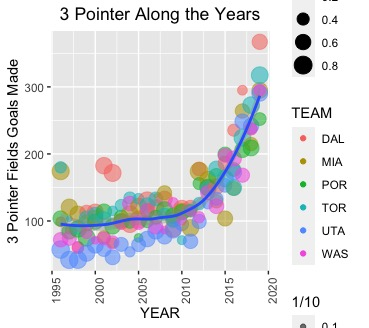 3 Pointer Along the Years
3 Pointer Fields Goals Made
300
200
100
1995
2000
2005
2010
2015
2020
YEAR
0.4
0.6
0.8
TEAM
DAL
MIA
POR
TOR
UTA
WAS
1/10